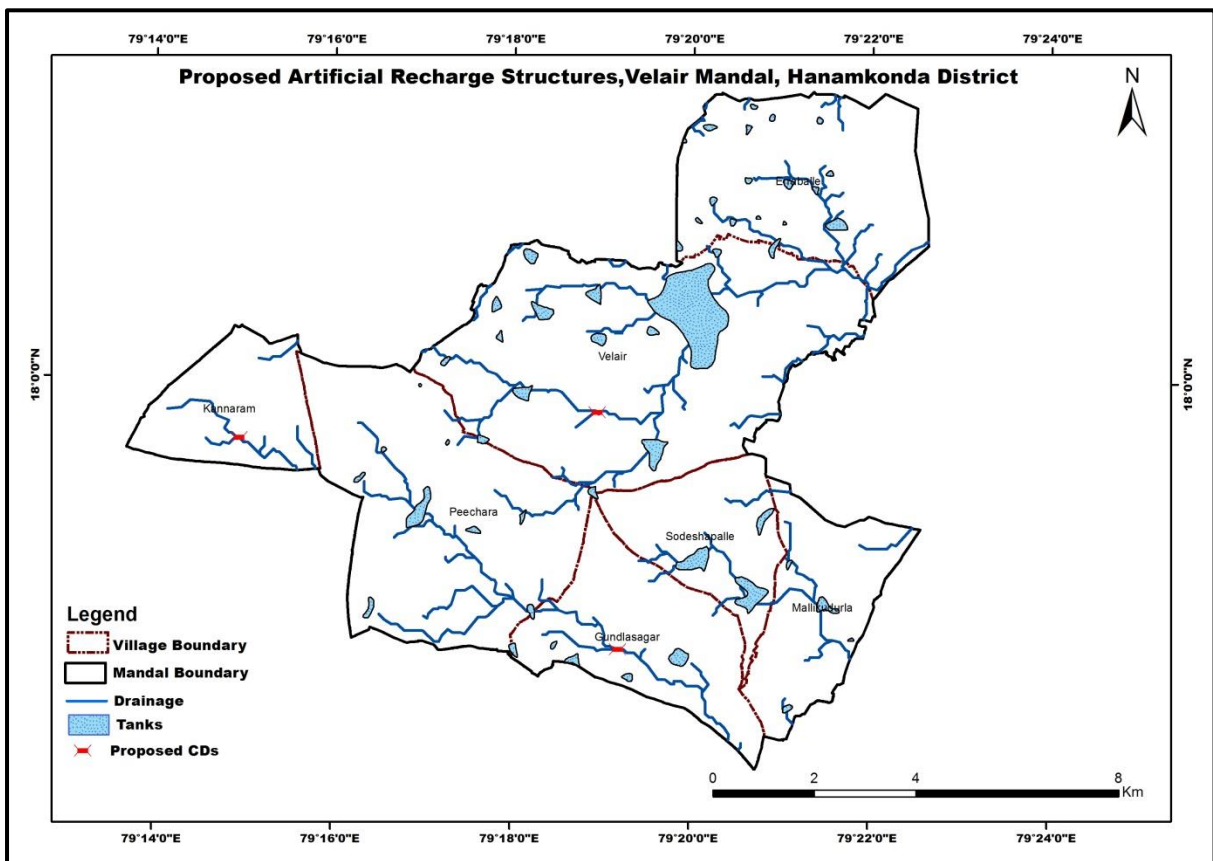 79°14'0"E 79°16'0"E 79°18'0"E 79°20'0"E 79°22'0"E 79°24'0"E
Proposed Artificial Recharge Structures,Velair Mandal, Hanamkonda District
N
Erraballe
Velair
18°0'0"N
18°0'0"N
Kunnaram
Peechara
Sodeshapalle
Mallikudurla
Gundlasagar
Legend
Village Boundary
Mandal Boundary
Drainage
Tanks
Proposed CDs
0 2 4 8
Km
79°14'0"E 79°16'0"E 79°18'0"E 79°20'0"E 79°22'0"E 79°24'0"E